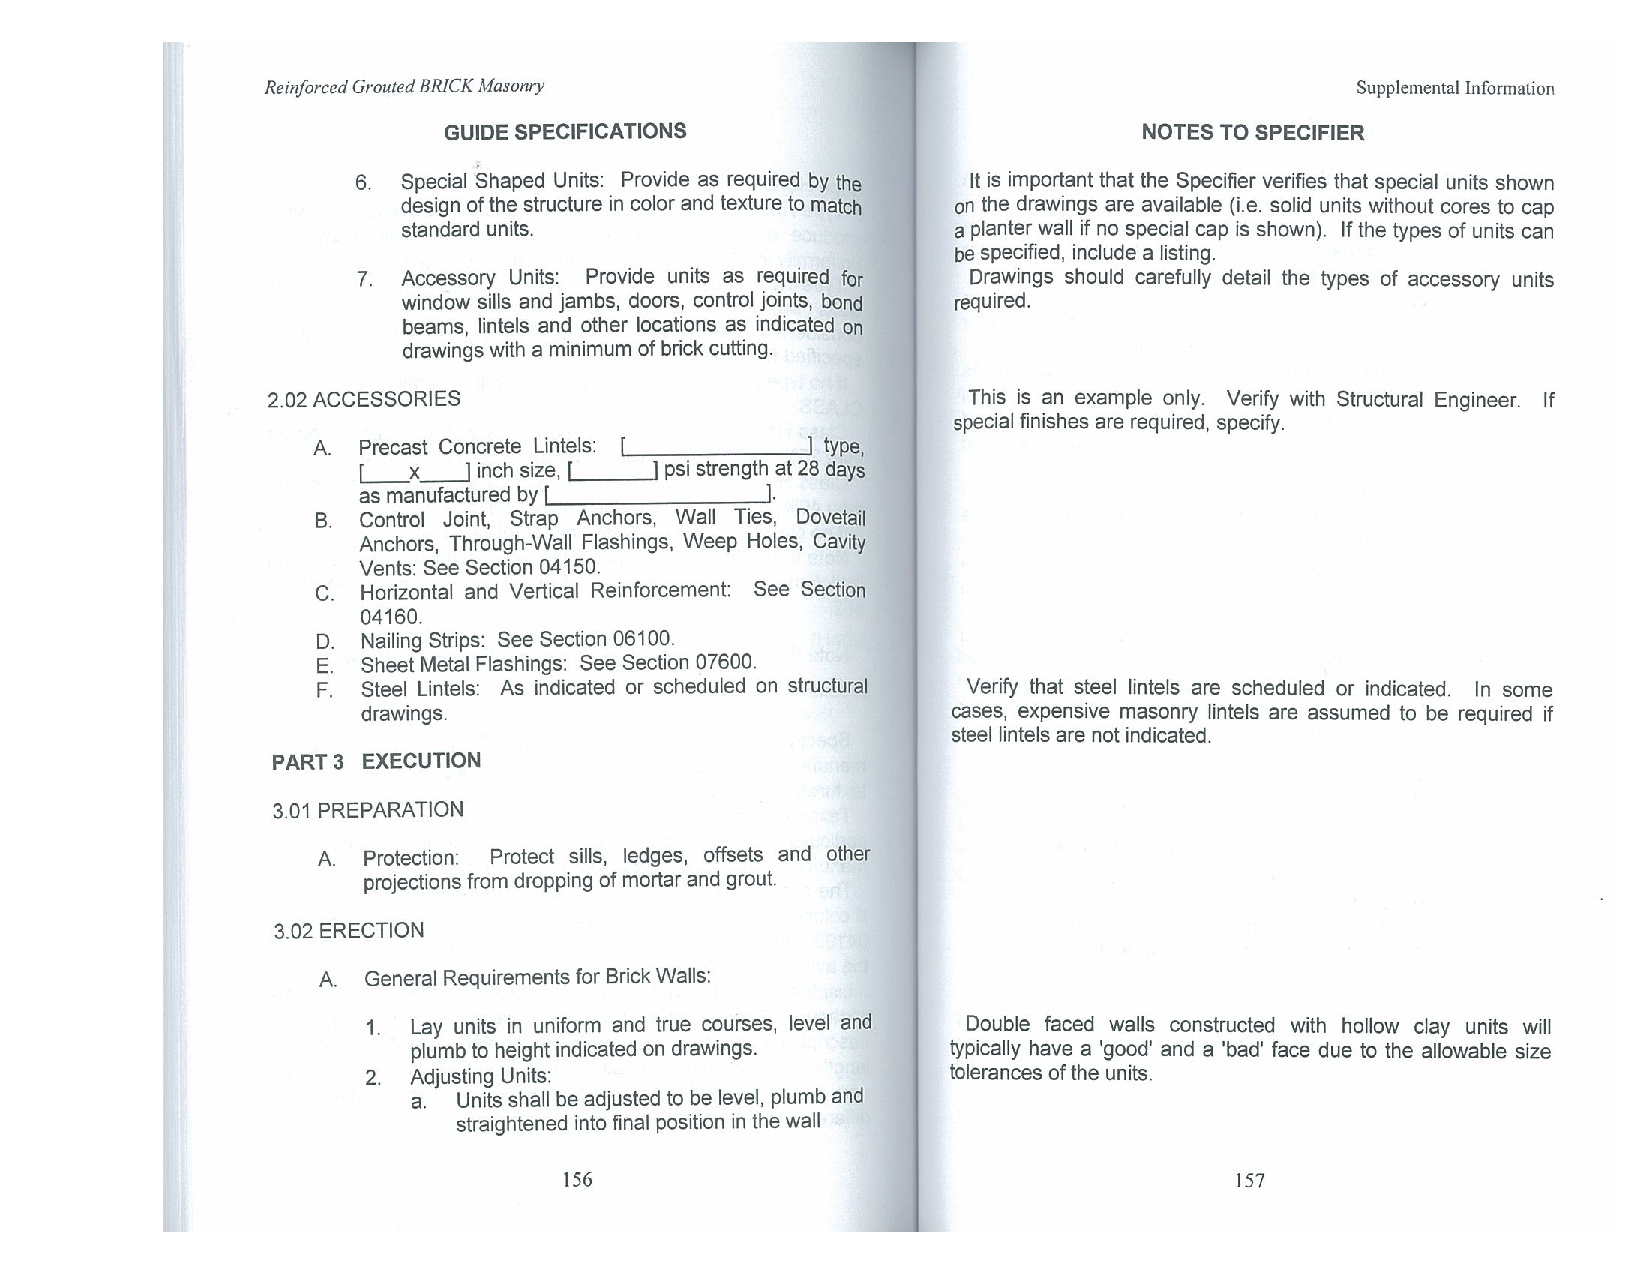 Reinforced Grouted BRICK Masonry
GUIDE SPECIFICATIONS
6. Special Shaped Units: Provide as required by the
design of the structure in color and texture to match
standard units.
7. Accessory Units: Provide units as required for
window sills and jambs, doors, control joints, bond
beams, lintels and other locations as indicated on
drawings with a minimum of brick cutting.
2.02 ACCESSORIES
A. Precast Concrete Lintels: [__________________] type,
[____x____] inch size, [________] psi strength at 28 days
as manufactured by [____________________].
B. Control Joint, Strap Anchors, Wall Ties, Dovetail
Anchors, Through-Wall Flashings, Weep Holes, Cavity
Vents: See Section 04150.
C. Horizontal and Vertical Reinforcement: See Section
04160.
D. Nailing Strips: See Section 06100.
E. Sheet Metal Flashings: See Section 07600.
F. Steel Lintels: As indicated or scheduled on structural
drawings.
PART 3 EXECUTION
3.01 PREPARATION
A. Protection: Protect sills, ledges, offsets and other
projections from dropping of mortar and grout.
3.02 ERECTION
A. General Requirements for Brick Walls:
1. Lay units in uniform and true courses, level and
plumb to height indicated on drawings.
2. Adjusting Units:
a. Units shall be adjusted to be level, plumb and
straightened into final position in the wall
156
Supplemental Information
NOTES TO SPECIFIER
It is important that the Specifier verifies that special units shown
on the drawings are available (i.e. solid units without cores to cap
a planter wall if no special cap is shown). If the types of units can
be specified, include a listing.
Drawings should carefully detail the types of accessory units
required.
This is an example only. Verify with Structural Engineer. If
special finishes are required, specify.
Verify that steel lintels are scheduled or indicated. In some
cases, expensive masonry lintels are assumed to be required if
steel lintels are not indicated.
Double faced walls constructed with hollow clay units will
typically have a 'good' and a 'bad' face due to the allowable size
tolerances of the units.
157